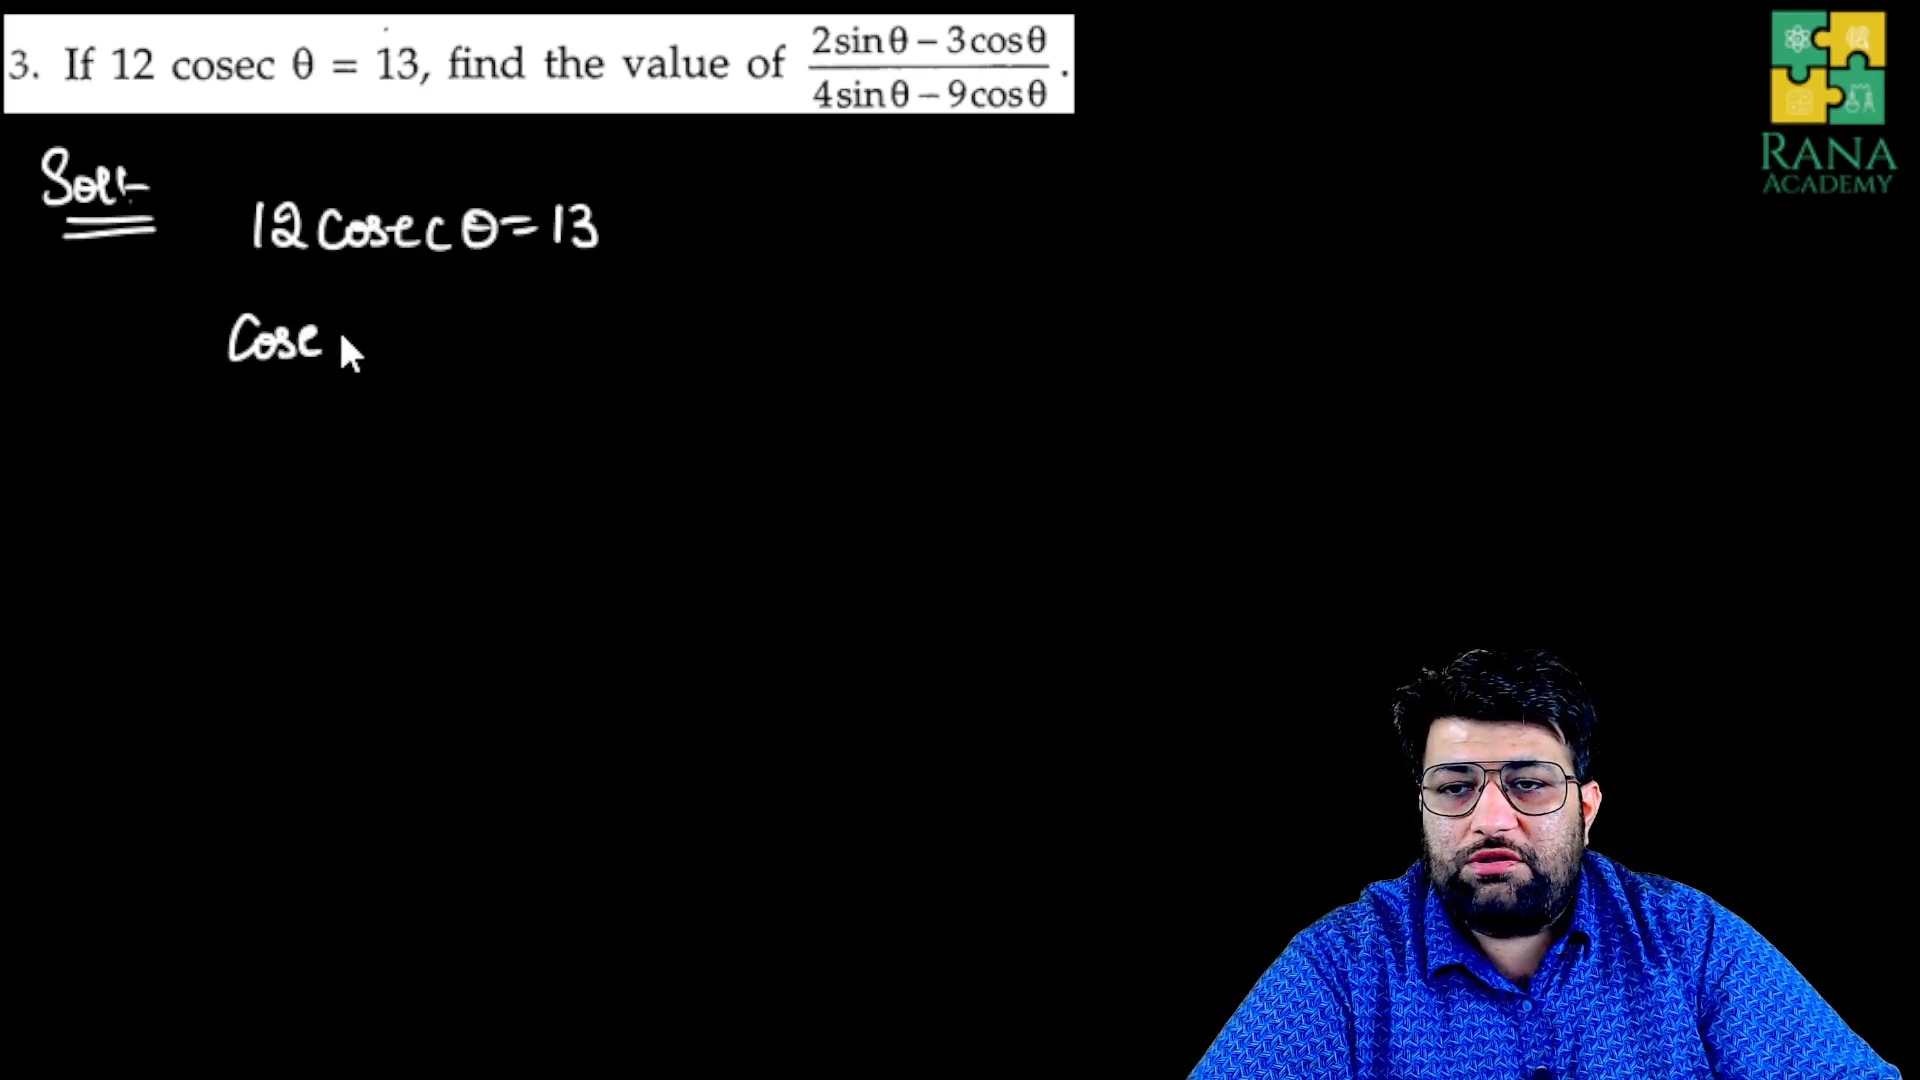 3. If 12 cosec θ = 13, find the value of (2sinθ – 3cosθ)/(4sinθ – 9cosθ).
RANA
ACADEMY
Sol:-
12 cosec θ = 13
Cose